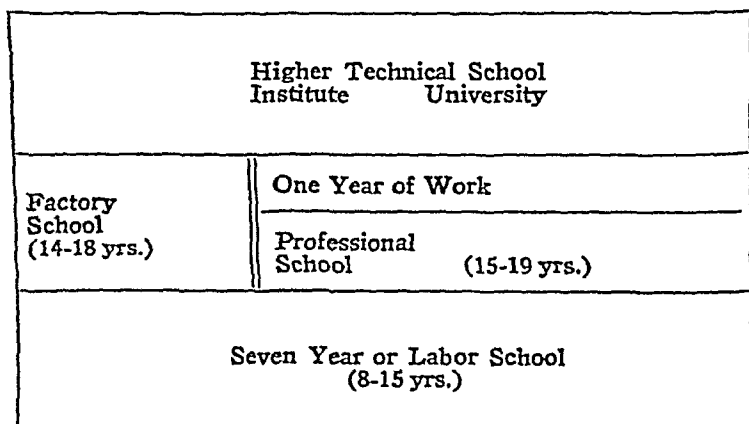 Higher Technical School
Institute University
Factory
School
(14-18 yrs.)
One Year of Work
Professional
School (15-19 yrs.)
Seven Year or Labor School
(8-15 yrs.)